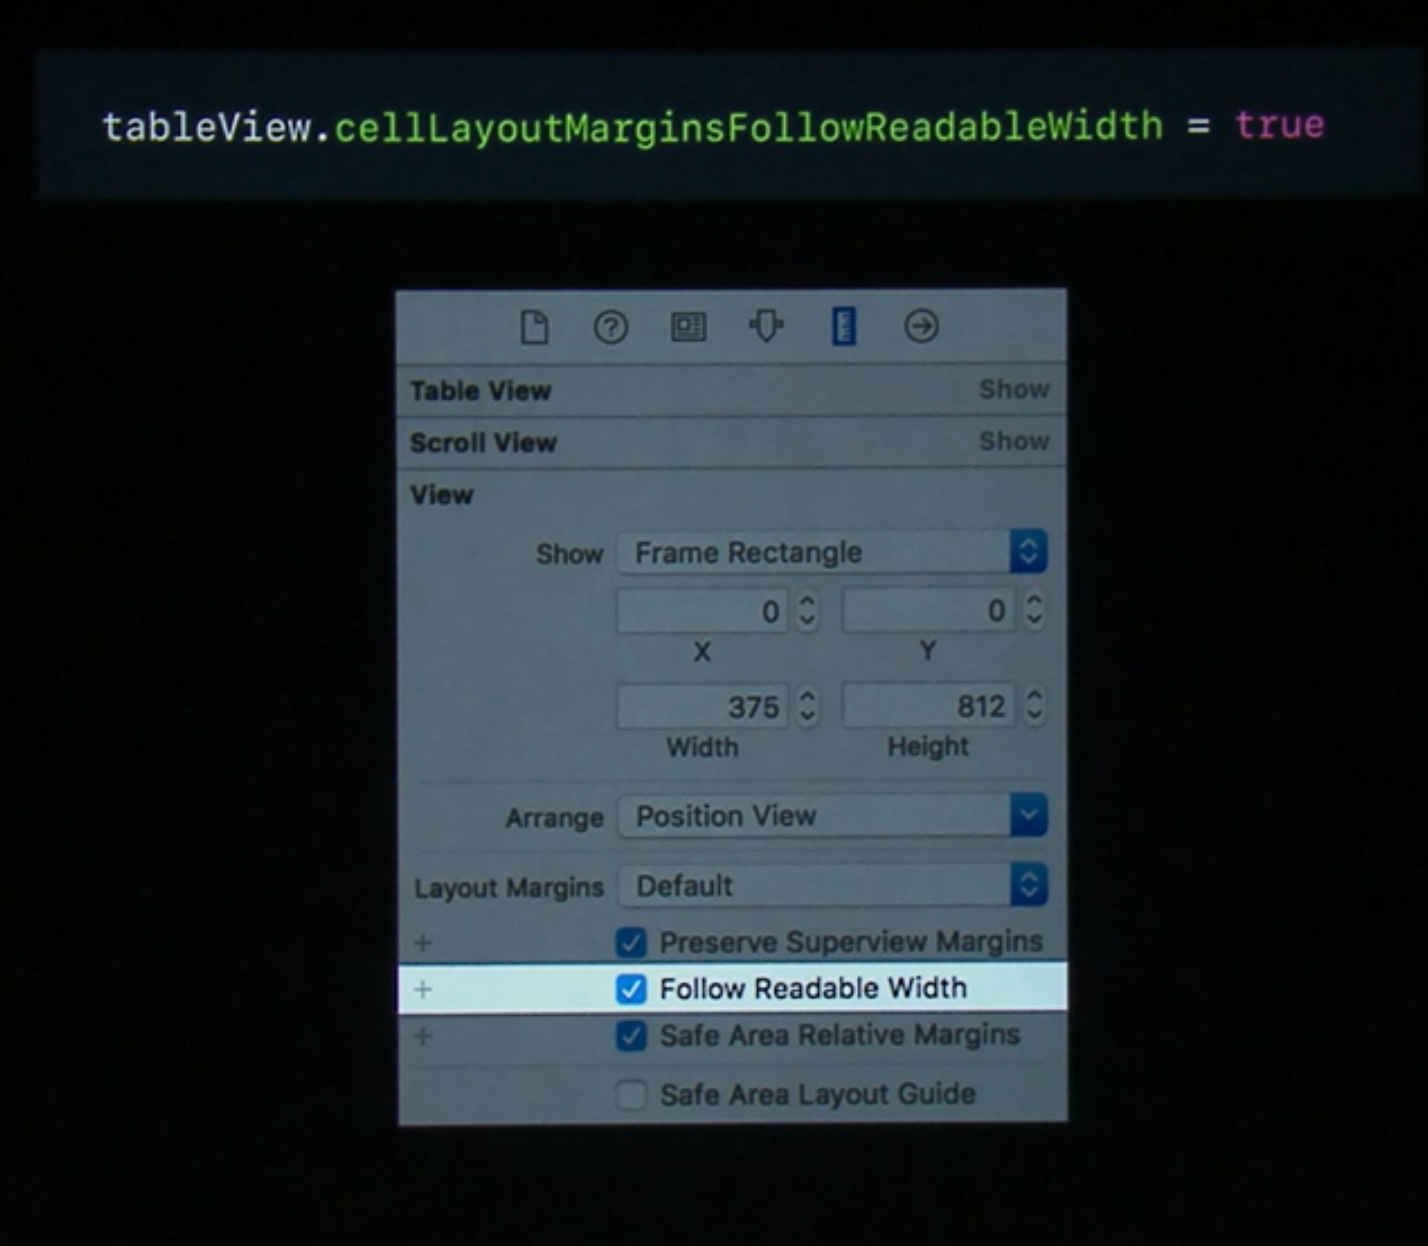 tableView.cellLayoutMarginsFollowReadableWidth = true
Table View Show
Scroll View Show
View
Show Frame Rectangle
0 0
X Y
375 812
Width Height
Arrange Position View
Layout Margins Default
+ Preserve Superview Margins
+ Follow Readable Width
+ Safe Area Relative Margins
Safe Area Layout Guide